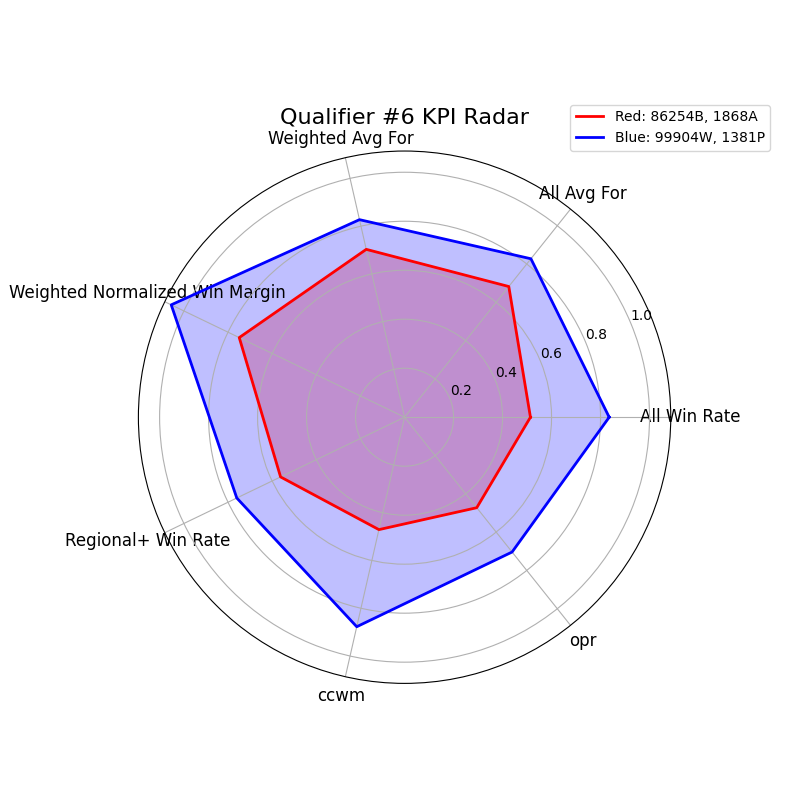 Qualifier #6 KPI Radar
Red: 86254B, 1868A
Blue: 99904W, 1381P
Weighted Avg For
All Avg For
Weighted Normalized Win Margin
1.0
0.8
0.6
0.4
0.2
All Win Rate
Regional+ Win Rate
opr
ccwm